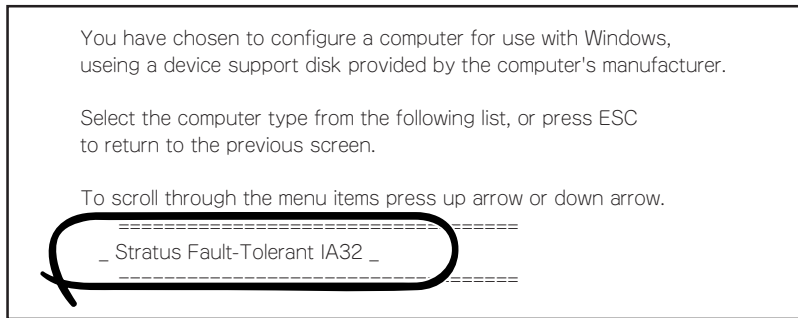 You have chosen to configure a computer for use with Windows,
useing a device support disk provided by the computer's manufacturer.
Select the computer type from the following list, or press ESC
to return to the previous screen.
To scroll through the menu items press up arrow or down arrow.
===================================
_ Stratus Fault-Tolerant IA32 _
===================================